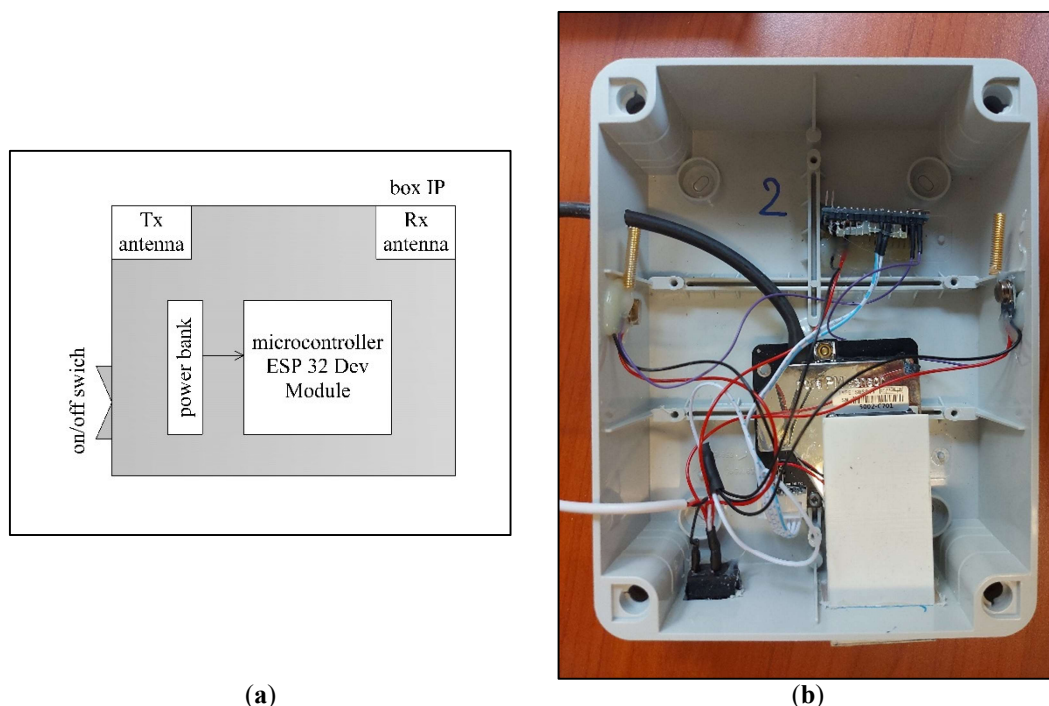 box IP
Tx
antenna
Rx
antenna
on/off swich
power bank
microcontroller
ESP 32 Dev
Module
2
(a)
(b)